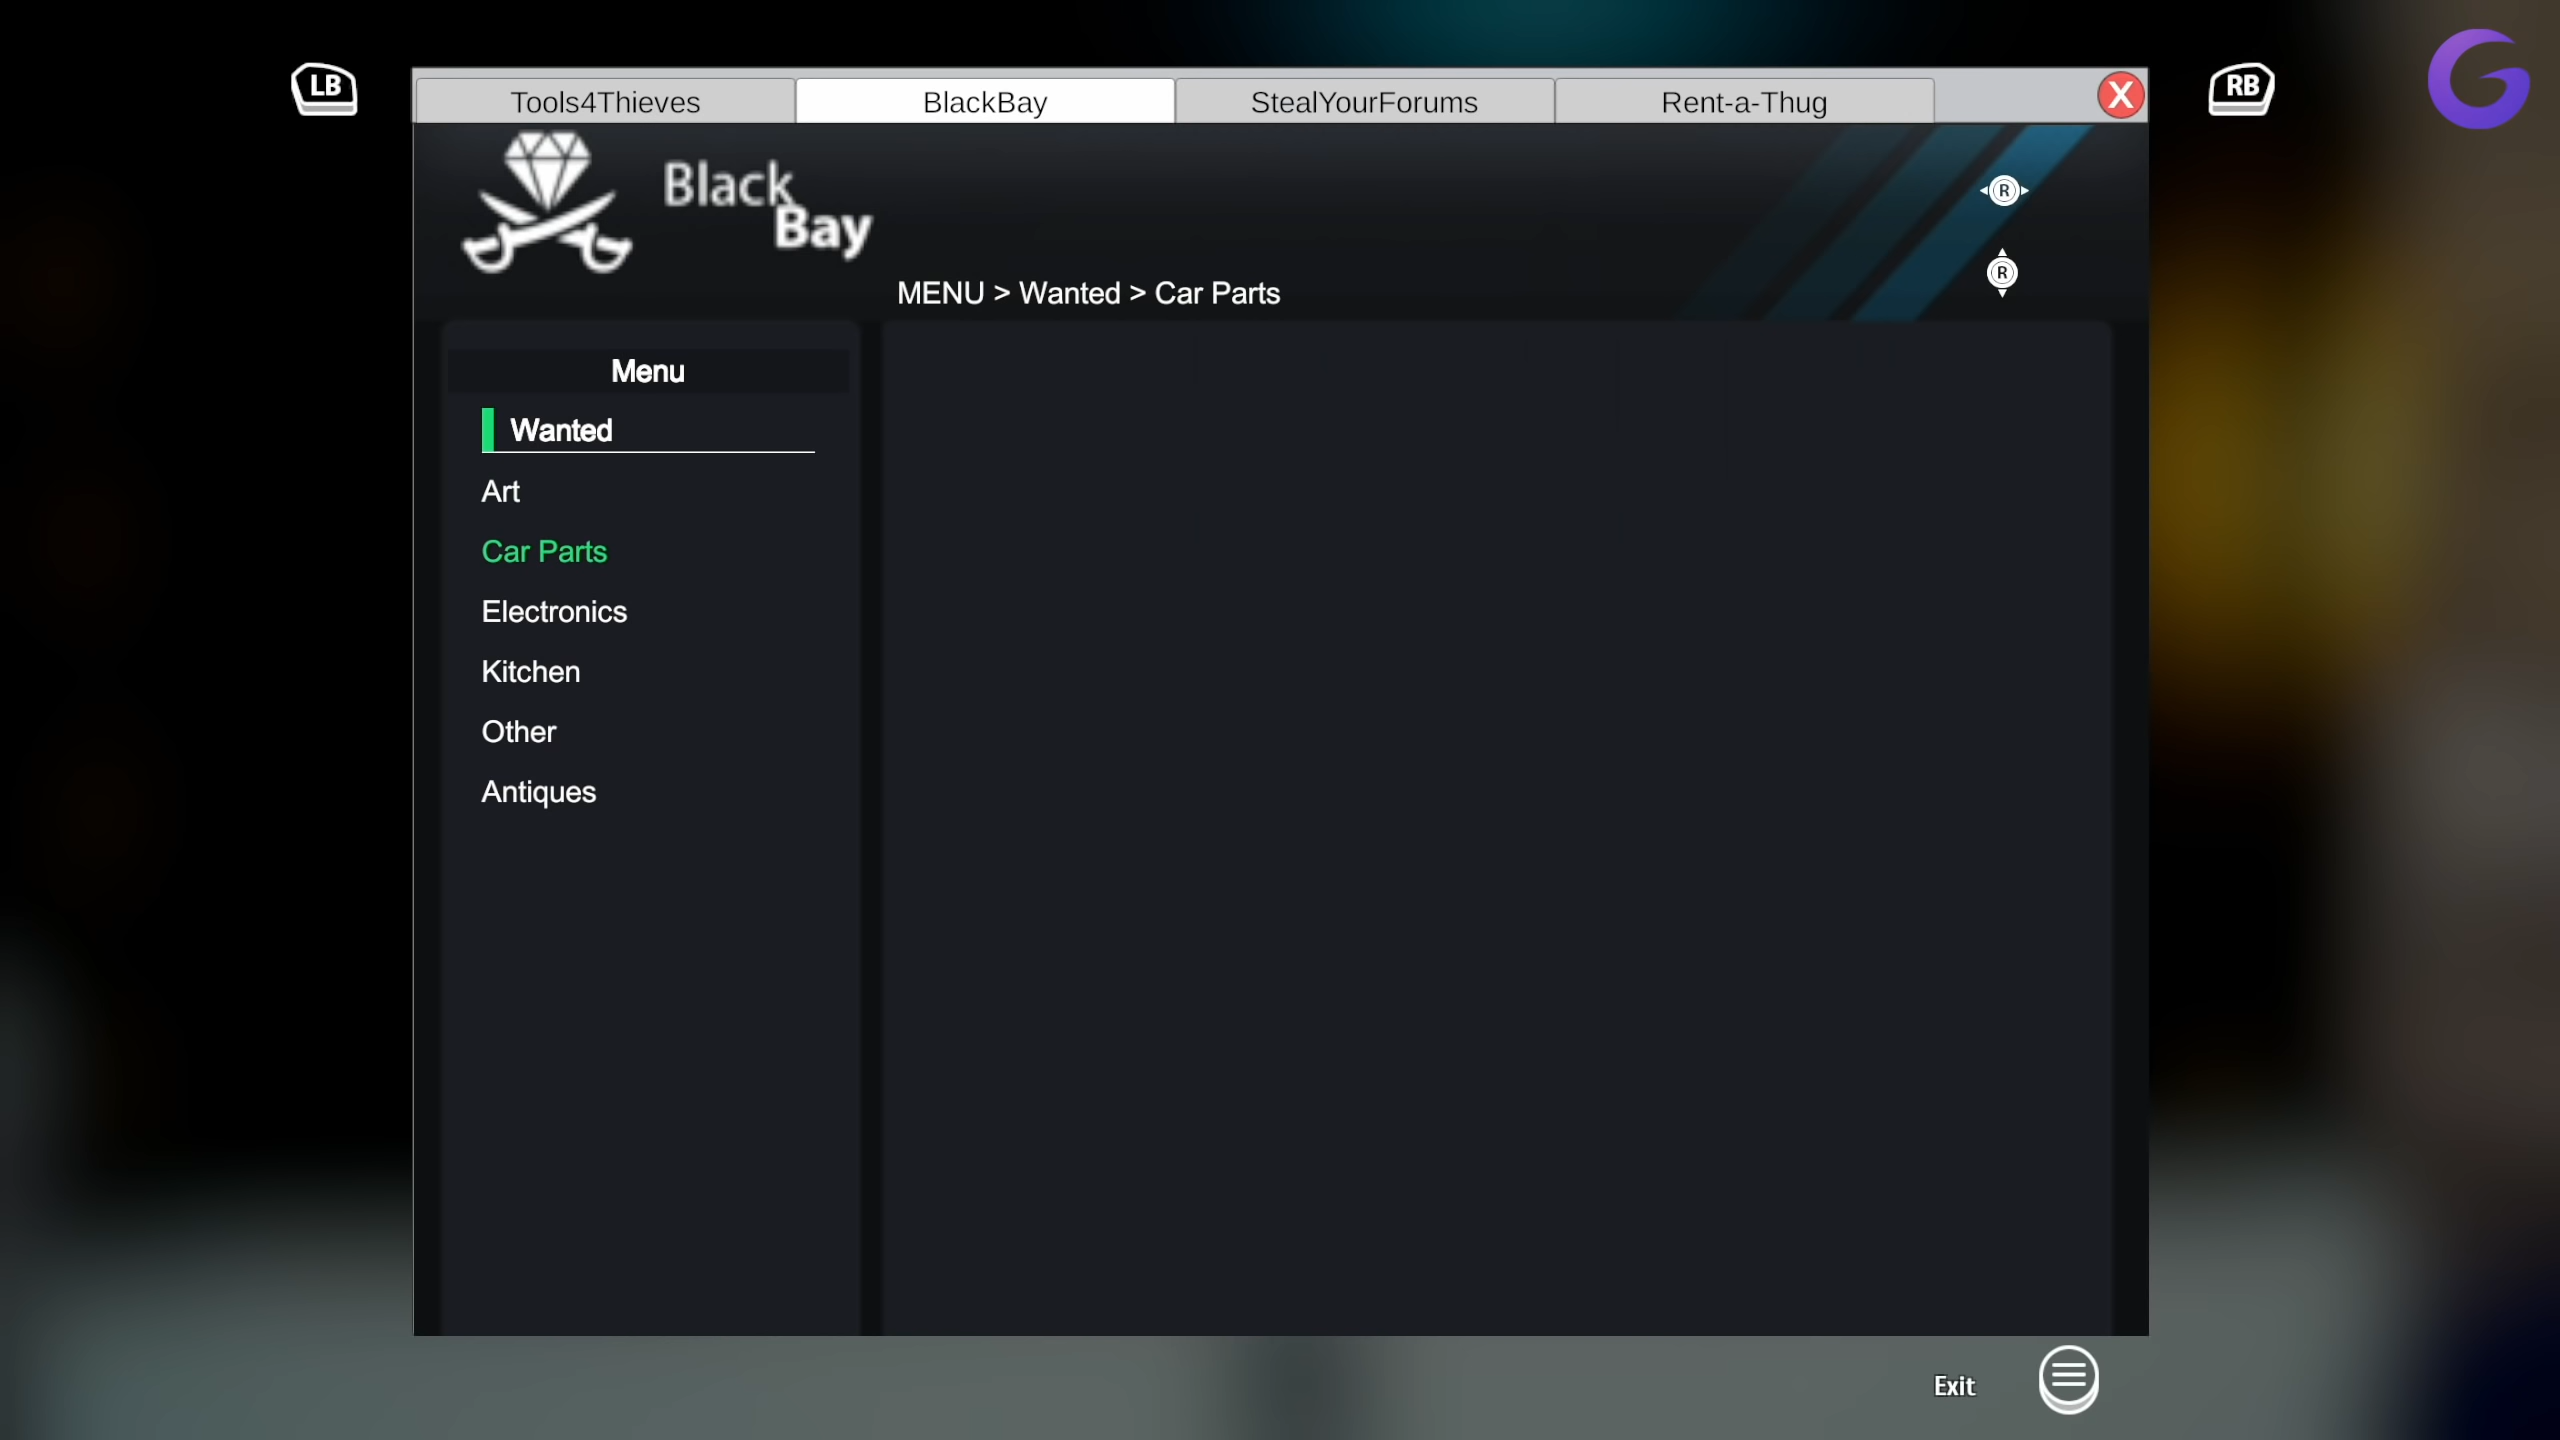 LB
Tools4Thieves
BlackBay
StealYourForums
Rent-a-Thug
X
RB
G
Black
Bay
R
R
MENU > Wanted > Car Parts
Menu
Wanted
Art
Car Parts
Electronics
Kitchen
Other
Antiques
Exit